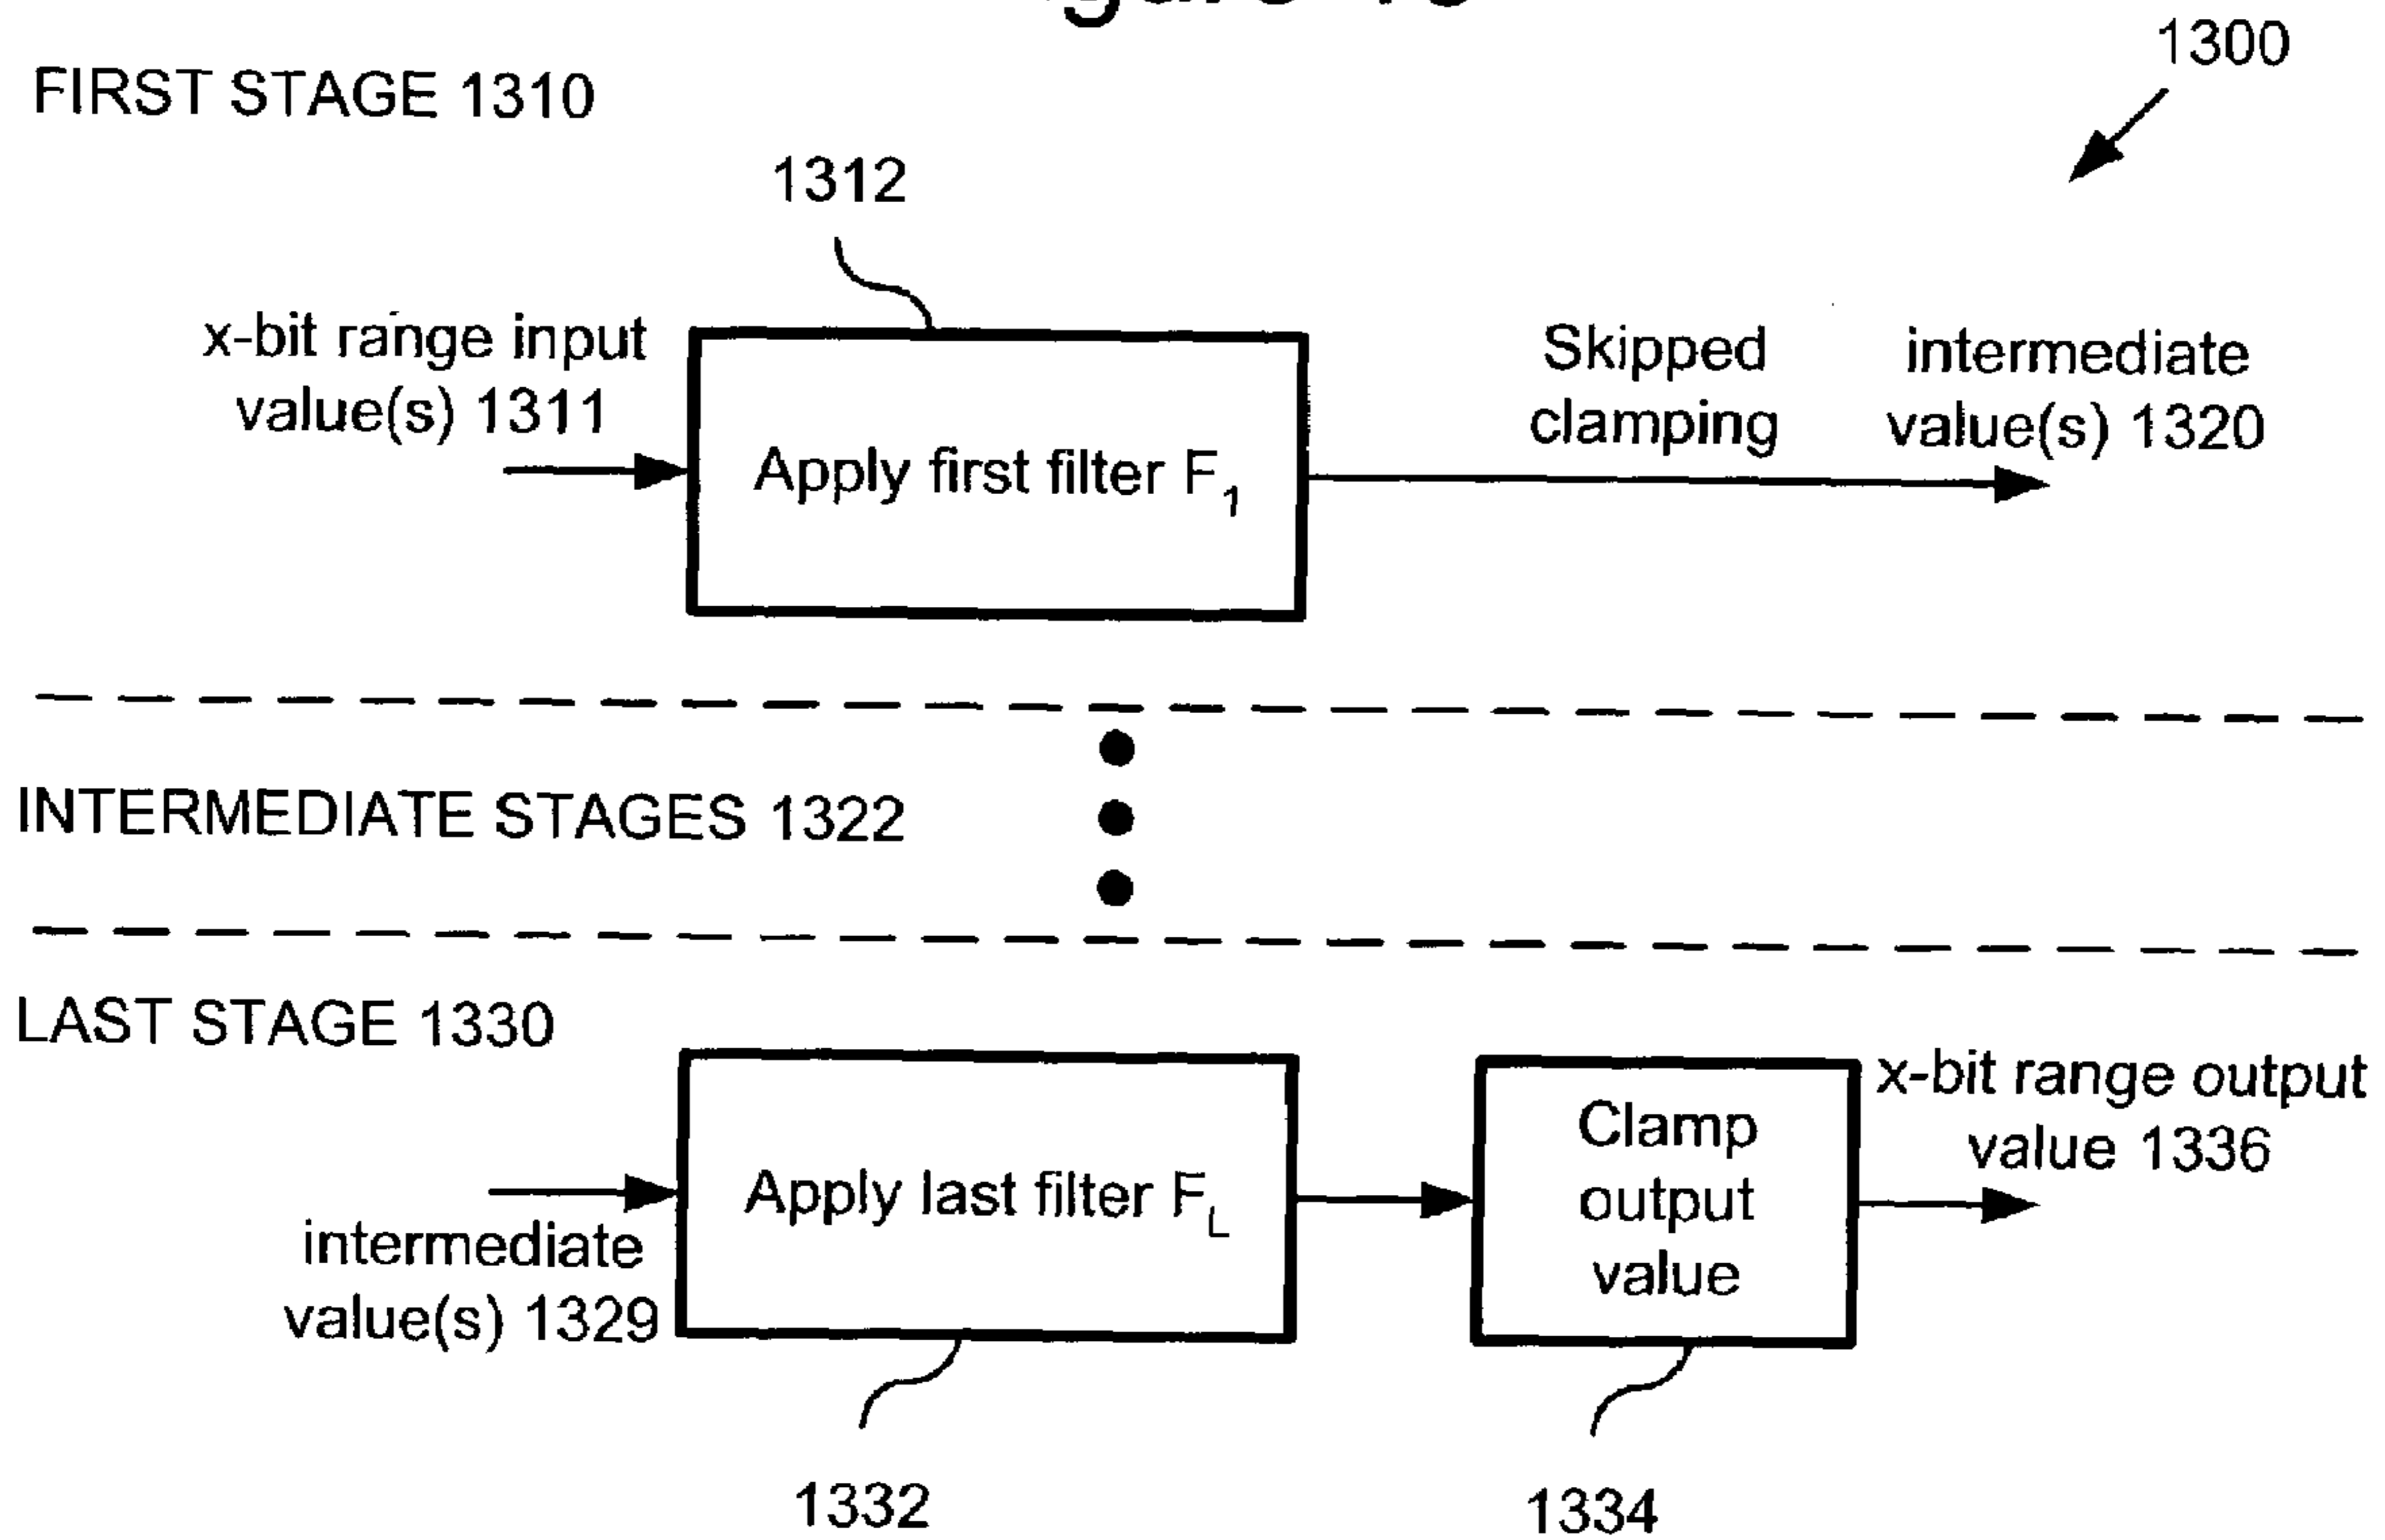 1300
FIRST STAGE 1310
1312
x-bit range input
value(s) 1311
Apply first filter F1
Skipped
clamping
intermediate
value(s) 1320
INTERMEDIATE STAGES 1322
LAST STAGE 1330
intermediate
value(s) 1329
Apply last filter FL
Clamp
output
value
x-bit range output
value 1336
1332
1334